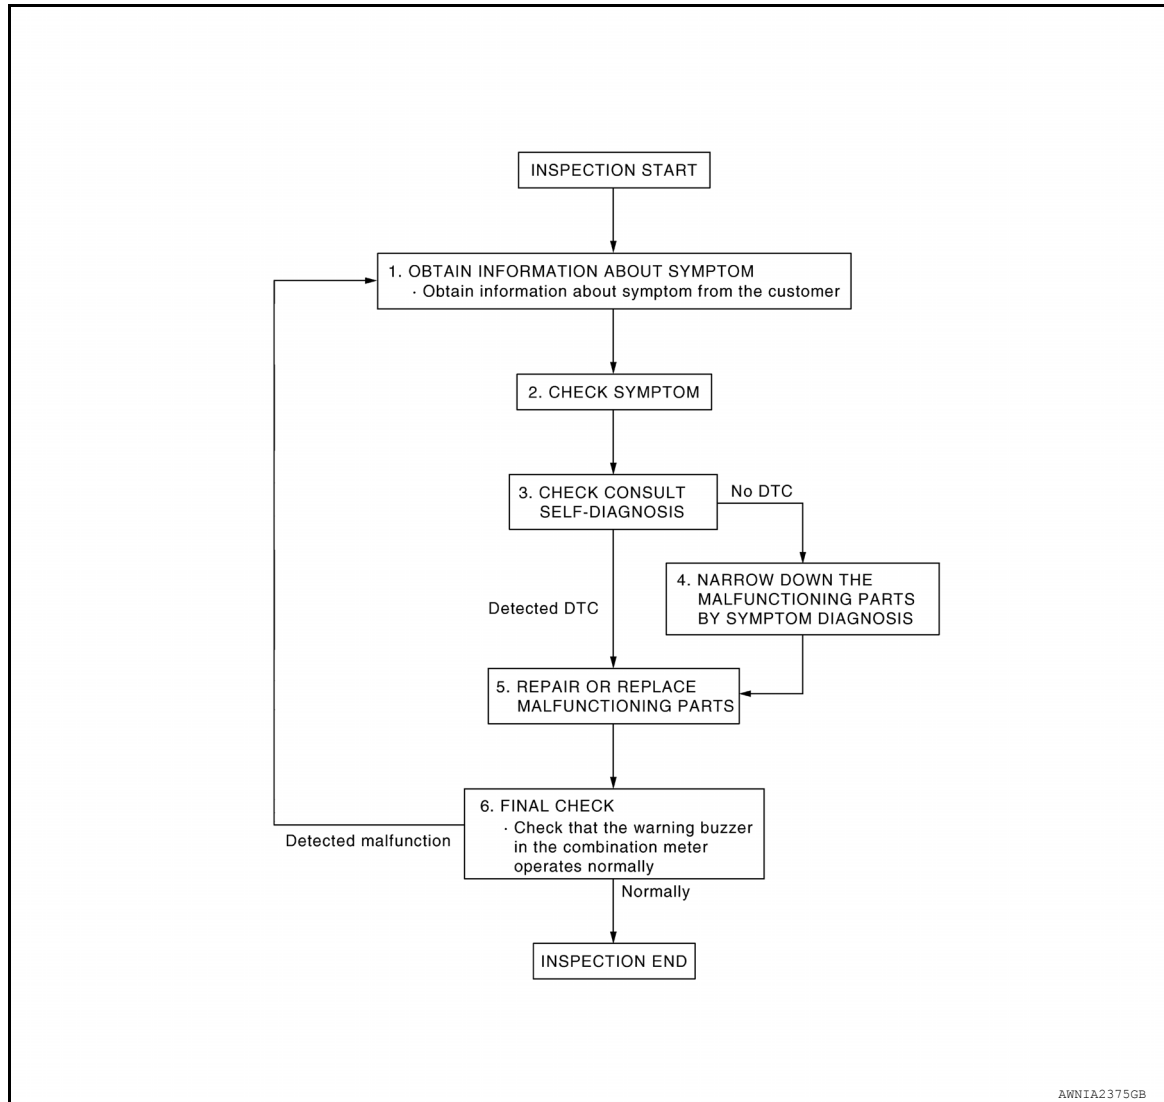 INSPECTION START
1. OBTAIN INFORMATION ABOUT SYMPTOM
· Obtain information about symptom from the customer
2. CHECK SYMPTOM
3. CHECK CONSULT
SELF-DIAGNOSIS
No DTC
4. NARROW DOWN THE
MALFUNCTIONING PARTS
BY SYMPTOM DIAGNOSIS
Detected DTC
5. REPAIR OR REPLACE
MALFUNCTIONING PARTS
6. FINAL CHECK
· Check that the warning buzzer
in the combination meter
operates normally
Detected malfunction
Normally
INSPECTION END
AWNIA2375GB